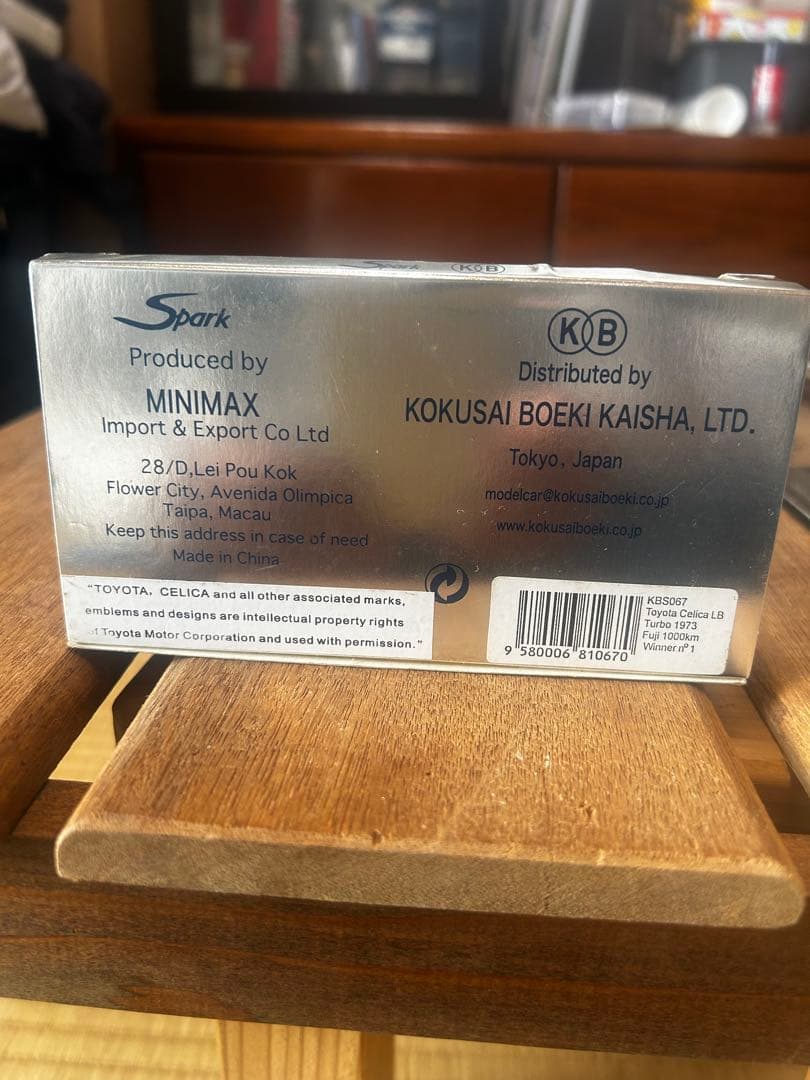 Spark KB
Spark
Produced by
MINIMAX
Import & Export Co Ltd
28/D,Lei Pou Kok
Flower City, Avenida Olimpica
Taipa, Macau
Keep this address in case of need
Made in China
"TOYOTA, CELICA and all other associated marks,
emblems and designs are intellectual property rights
of Toyota Motor Corporation and used with permission."
KB
Distributed by
KOKUSAI BOEKI KAISHA, LTD.
Tokyo, Japan
modelcar@kokusaiboeki.co.jp
www.kokusaiboeki.co.jp
9 580006 810670
KBS067
Toyota Celica LB
Turbo 1973
Fuji 1000km
Winner nº1